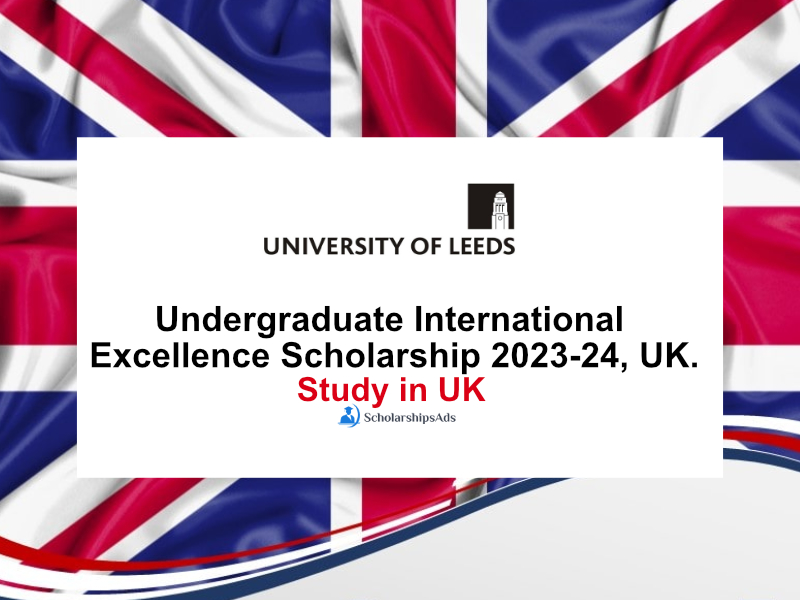 UNIVERSITY OF LEEDS
Undergraduate International
Excellence Scholarship 2023-24, UK.
Study in UK
ScholarshipsAds